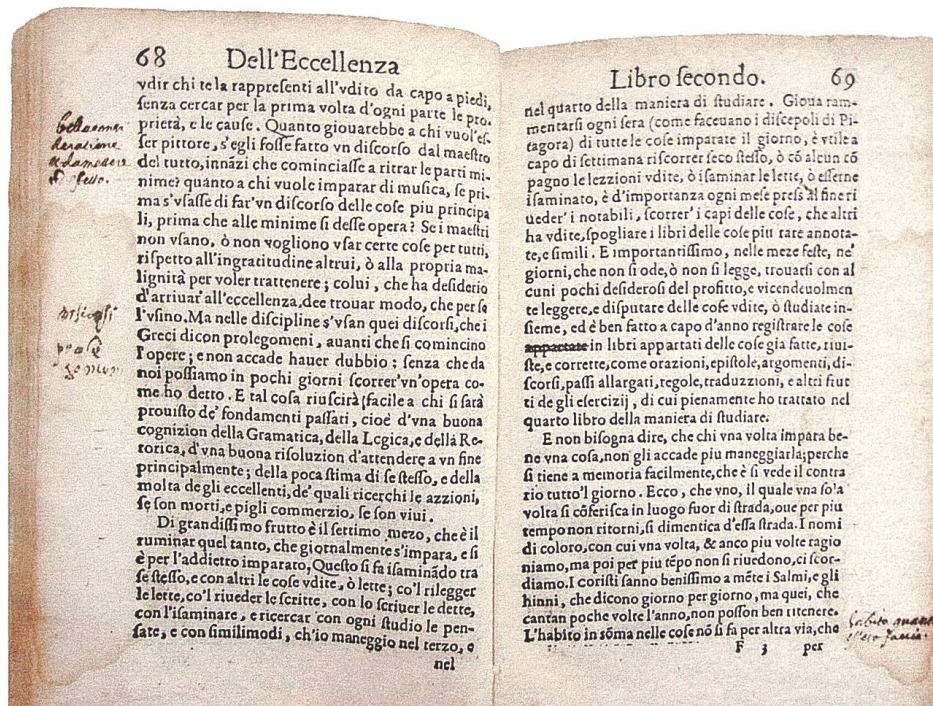 68 Dell'Eccellenza
vdir chi te la rappresenti all'vdito da capo a piedi,
senza cercar per la prima volta d'ogni parte le pro-
prietà, e le cause. Quanto giouarebbe a chi vuol'es-
ser pittore, s'egli fosse fatto vn discorso dal maestro
del tutto, innãzi che cominciasse a ritrar le parti mi-
nime? quanto a chi vuole imparar di musica, se pri-
ma s'vsasse di far'vn discorso delle cose piu principa
li, prima che alle minime si desse opera? Se i maestri
non vsano, ò non vogliono vsar certe cose per tutti,
rispetto all'ingratitudine altrui, ò alla propria ma-
lignità per voler trattenere; colui, che ha desiderio
d'arriuar all'eccellenza, dee trouar modo, che per se
l'vsino. Ma nelle discipline s'vsan quei discorsi, che i
Greci dicon prolegomeni, auanti che si comincino
l'opere; e non accade hauer dubbio: senza che da
noi possiamo in pochi giorni scorrer'vn'opera co-
me ho detto. E tal cosa riuscirà facile a chi si sarà
prouisto de' fondamenti passati, cioè d'vna buona
cognizion della Gramatica, della Logica, e della Re-
torica, d'vna buona risoluzion d'attendere a vn fine
principalmente; della poca stima di se stesso, e della
molta de gli eccellenti, de' quali ricerchi le azzioni,
se son morti, e pigli commerzio, se son viui.
Di grandissimo frutto è il settimo mezo, che è il
ruminar quel tanto, che giornalmente s'impara, e si
è per l'addietro imparato, Questo si fa isaminãdo tra
se stesso, e con altri le cose vdite, ò lette; co'l rilegger
le lette, co'l riueder le scritte, con lo scriuer le dette,
con l'isaminare, e ricercar con ogni studio le pen-
sate, e con simili modi, ch'io maneggio nel terzo, e
nel
Libro secondo. 69
nel quarto della maniera di studiare. Gioua ram-
mentarsi ogni sera (come faceuano i discepoli di Pi-
tagora) di tutte le cose imparate il giorno, è vtile a
capo di settimana riscorrer seco stesso, ò cõ alcun cõ
pagno le lezzioni vdite, ò isaminar le lette, ò esserne
isaminato, è d'importanza ogni mese press'al fine ri
ueder' i notabili, scorrer' i capi delle cose, che altri
ha vdite, spogliare i libri delle cose piu rare annota-
te, e simili. E importantissimo, nelle meze feste, ne'
giorni, che non si ode, ò non si legge, trouarsi con al
cuni pochi desiderosi del profitto, e vicendeuolmen
te leggere, e disputare delle cose vdite, ò studiate in-
sieme, ed è ben fatto a capo d'anno registrare le cose
appartate in libri appartati delle cose gia fatte, riui-
ste, e corrette, come orazioni, epistole, argomenti, di-
scorsi, passi allargati, regole, traduzzioni, e altri frut
ti de gli esercizij, di cui pienamente ho trattato nel
quarto libro della maniera di studiare.
E non bisogna dire, che chi vna volta impara be-
ne vna cosa, non gli accade piu maneggiarla; perche
si tiene a memoria facilmente, che è si vede il contra
rio tutto'l giorno. Ecco, che vno, il quale vna sola
volta si cõferisca in luogo fuor di strada, oue per piu
tempo non ritorni, si dimentica d'essa strada. I nomi
di coloro, con cui vna volta, & anco piu volte ragio
niamo, ma poi per piu tẽpo non si riuedono, ci scor-
diamo. I coristi sanno benissimo a mẽte i Salmi, e gli
hinni, che dicono giorno per giorno, ma quei, che
cantan poche volte l'anno, non posson ben ritenere.
L'habito in sõma nelle cose nõ si fa per altra via, che
F 3 per